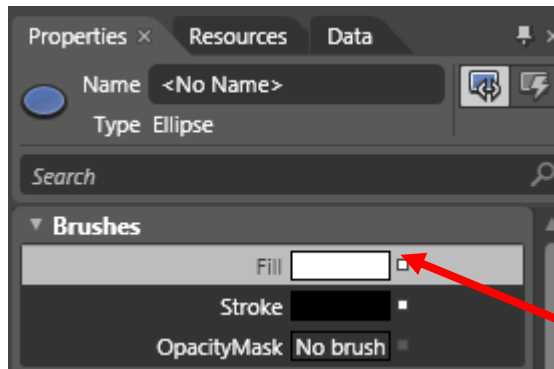 Properties × Resources Data
Name <No Name>
Type Ellipse
Search
Brushes
Fill
Stroke
OpacityMask No brush